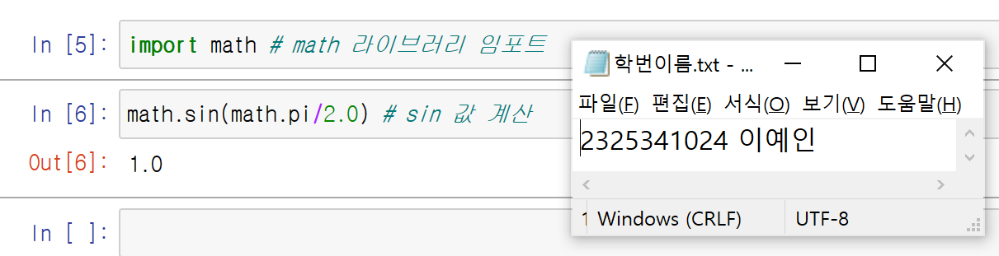 In [5]: import math # math 라이브러리 임포트
In [6]: math.sin(math.pi/2.0) # sin 값 계산
Out[6]: 1.0
In [ ]:
학번이름.txt - ...
파일(F) 편집(E) 서식(O) 보기(V) 도움말(H)
2325341024 이예인
Windows (CRLF) UTF-8